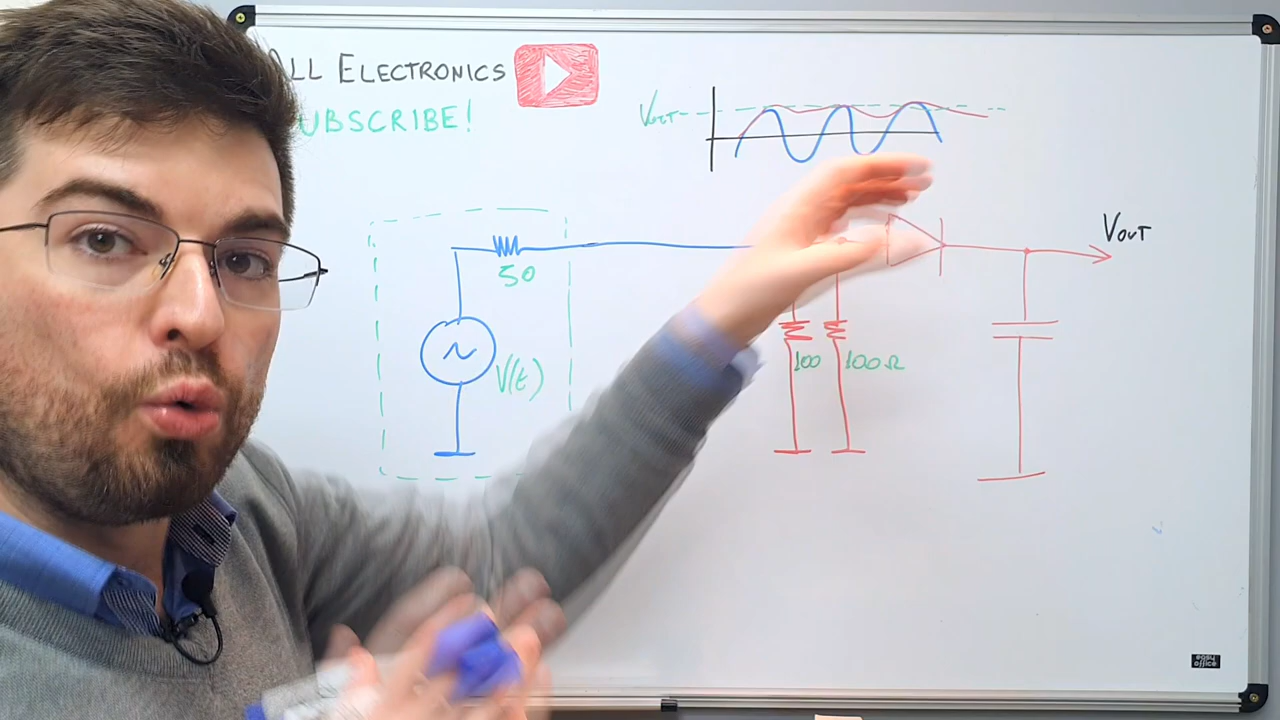 LL ELECTRONICS
UBSCRIBE!
VOUT
VOUT
50
V(t)
100
100Ω